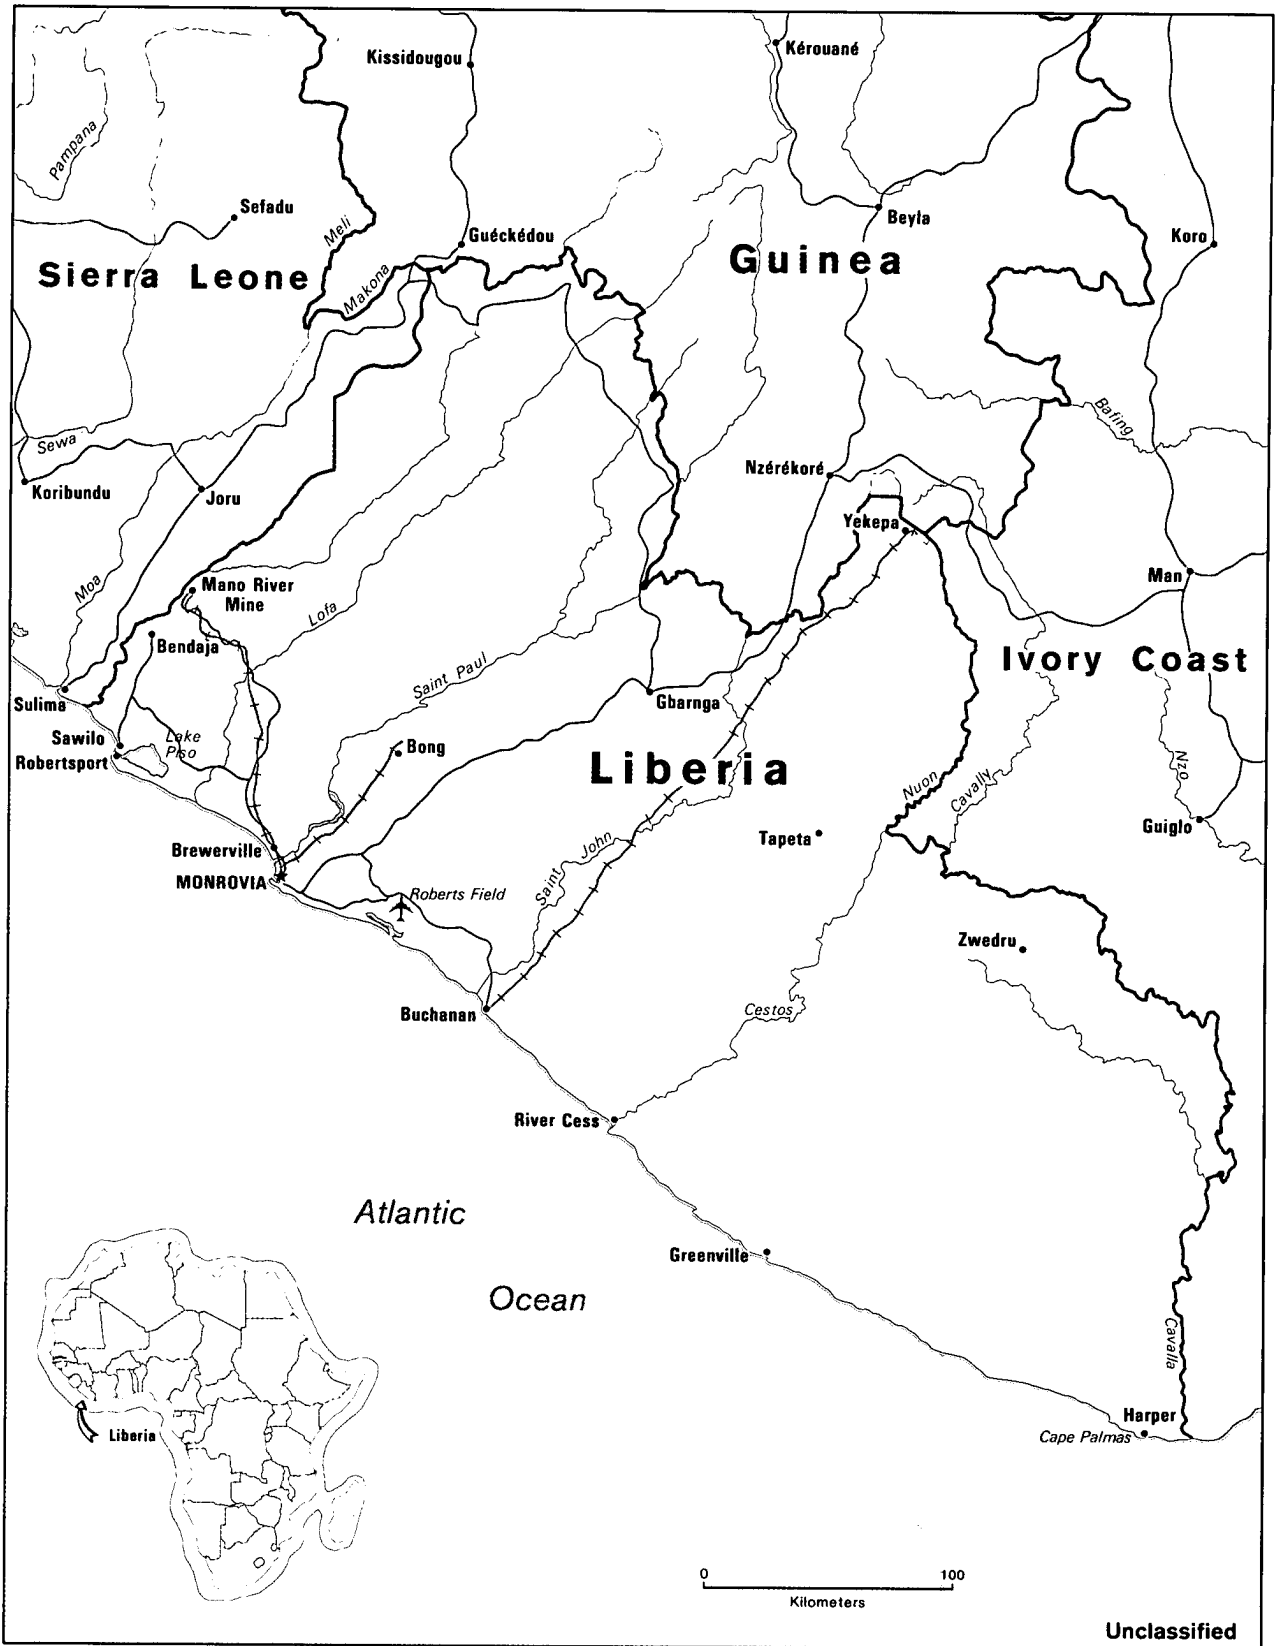 Kissidougou
Kérouané
Pampana
Sefadu
Meli
Guéckédou
Beyla
Koro
Sierra Leone
Makona
Guinea
Bafing
Sewa
Koribundu
Joru
Nzérékoré
Yekepa
Moa
Mano River
Mine
Lofa
Man
Bendaja
Ivory Coast
Saint Paul
Sulima
Gbarnga
Sawilo
Lake
Piso
Robertsport
Bong
Liberia
Nuon
Cavally
Nzo
Brewerville
Tapeta
Guiglo
MONROVIA
Roberts Field
Saint John
Zwedru
Buchanan
Cestos
River Cess
Atlantic
Greenville
Ocean
Cavalla
Harper
Cape Palmas
Liberia
0 100
Kilometers
Unclassified